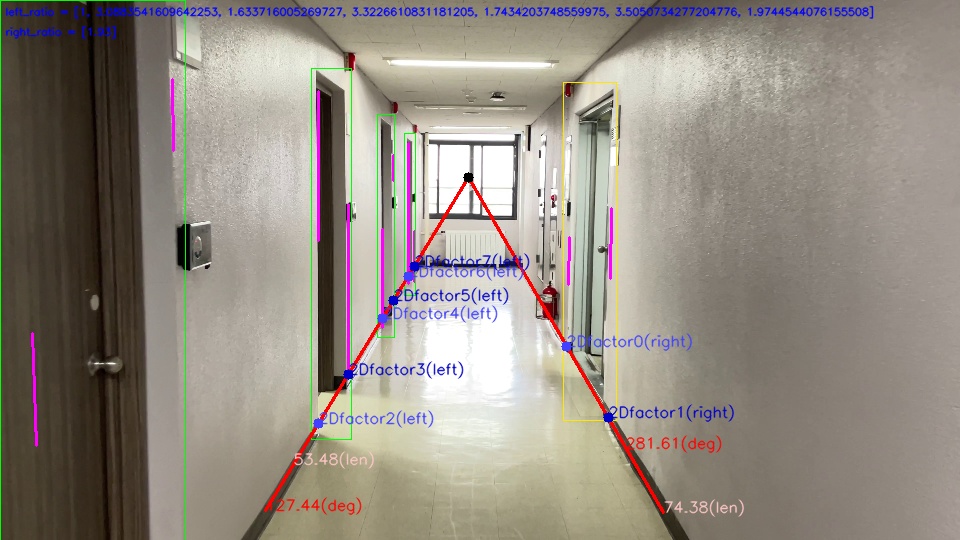 left_ratio = [1, 3.0883541609642253, 1.633716005269727, 3.3226610831181205, 1.7434203748559975, 3.5050734277204776, 1.9744544076155508]
right_ratio = [1.00]
2Dfactor7(left)
2Dfactor6(left)
2Dfactor5(left)
2Dfactor4(left)
2Dfactor0(right)
2Dfactor3(left)
2Dfactor1(right)
2Dfactor2(left)
281.61(deg)
53.48(len)
27.44(deg)
74.38(len)